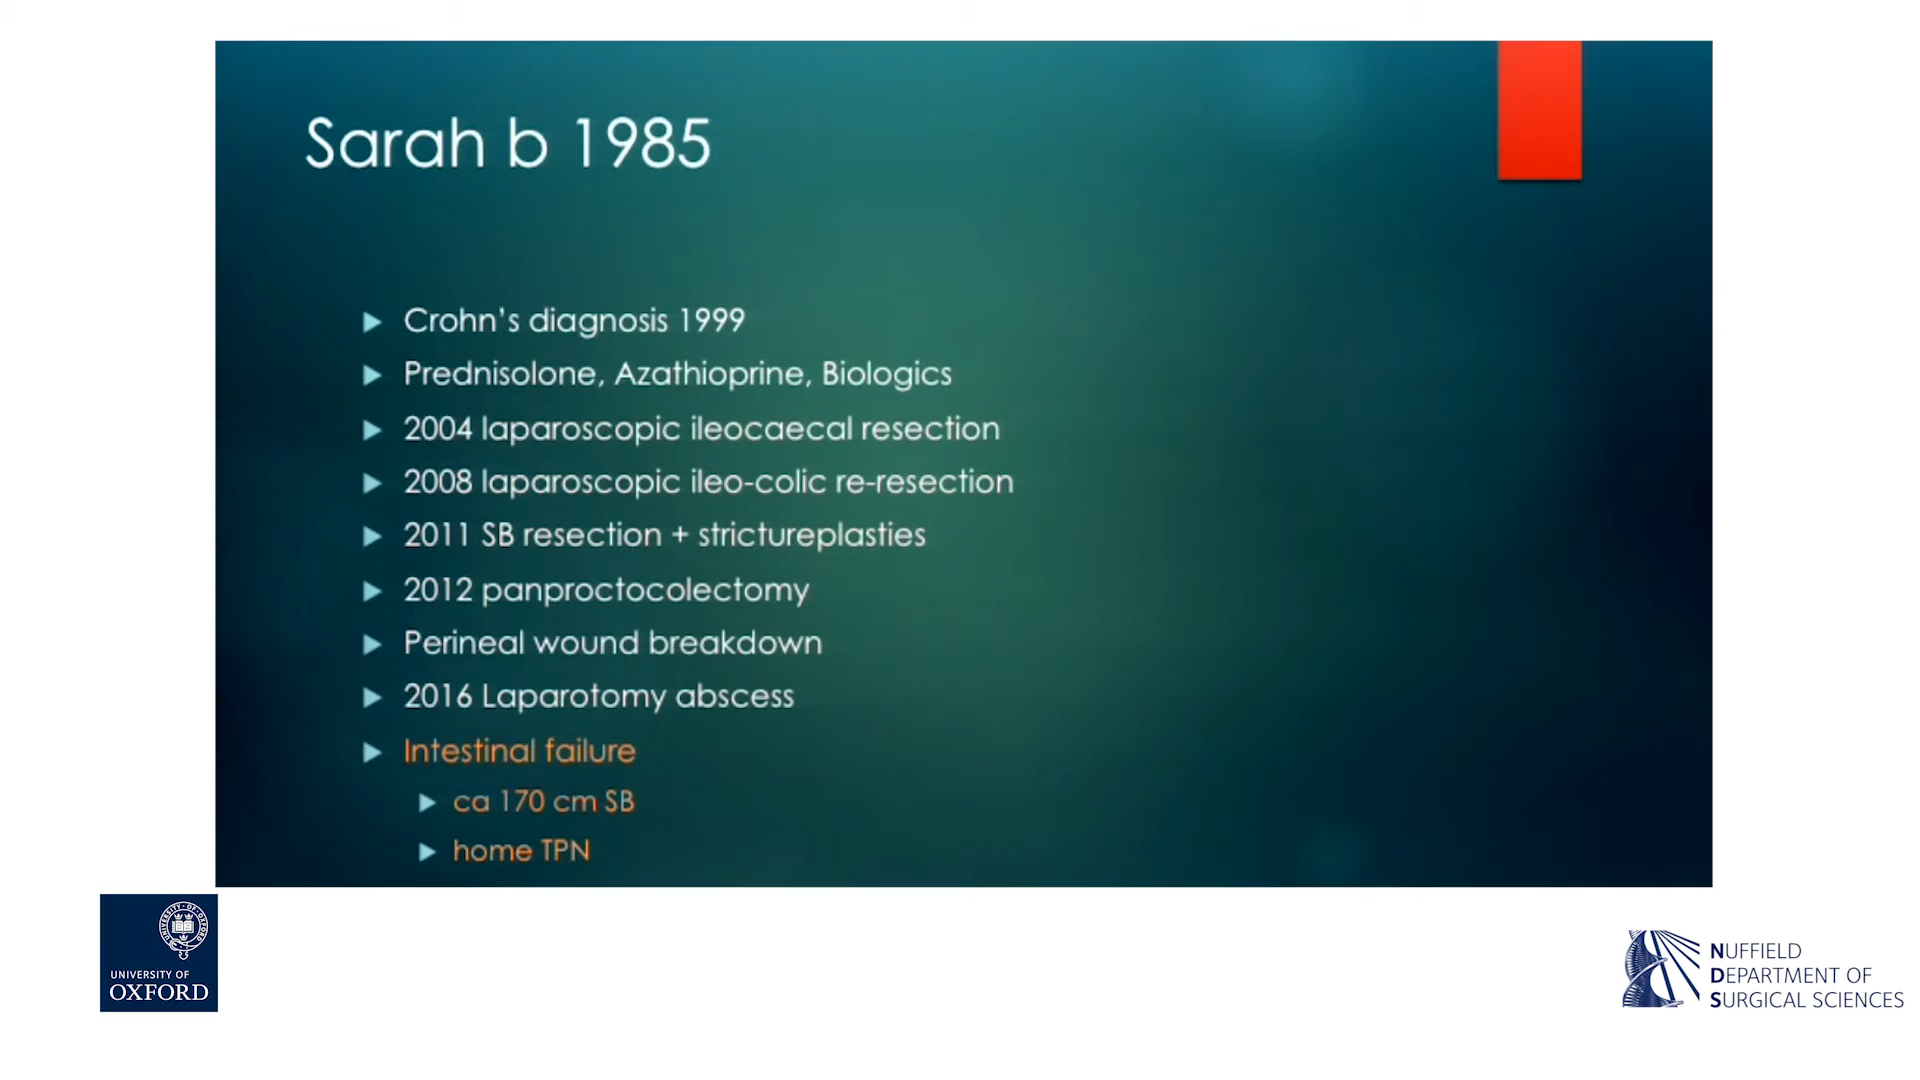 Sarah b 1985
Crohn's diagnosis 1999
Prednisolone, Azathioprine, Biologics
2004 laparoscopic ileocaecal resection
2008 laparoscopic ileo-colic re-resection
2011 SB resection + strictureplasties
2012 panproctocolectomy
Perineal wound breakdown
2016 Laparotomy abscess
Intestinal failure
ca 170 cm SB
home TPN
UNIVERSITY OF
OXFORD
NUFFIELD
DEPARTMENT OF
SURGICAL SCIENCES